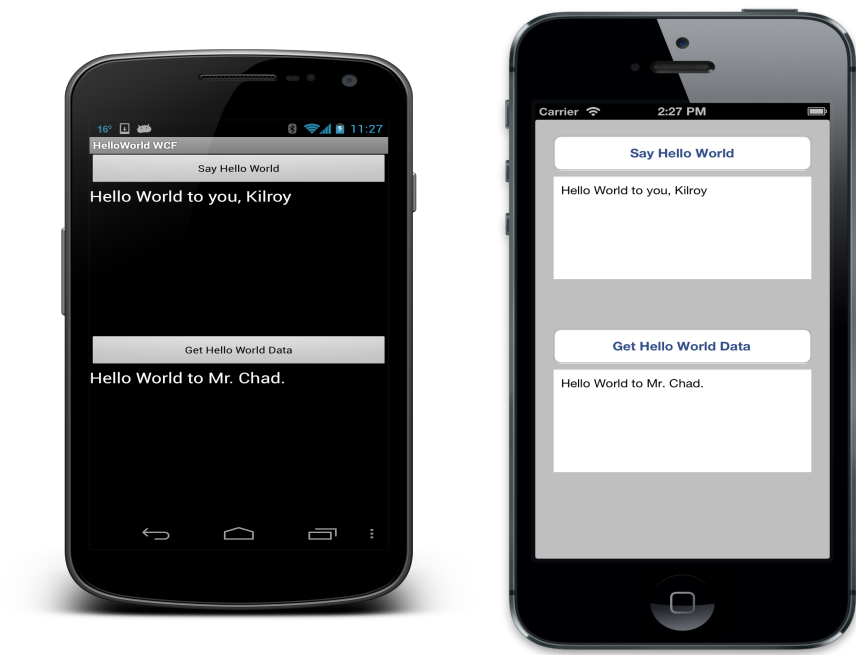 16° 11:27
HelloWorld WCF
Say Hello World
Hello World to you, Kilroy
Get Hello World Data
Hello World to Mr. Chad.
Carrier 2:27 PM
Say Hello World
Hello World to you, Kilroy
Get Hello World Data
Hello World to Mr. Chad.